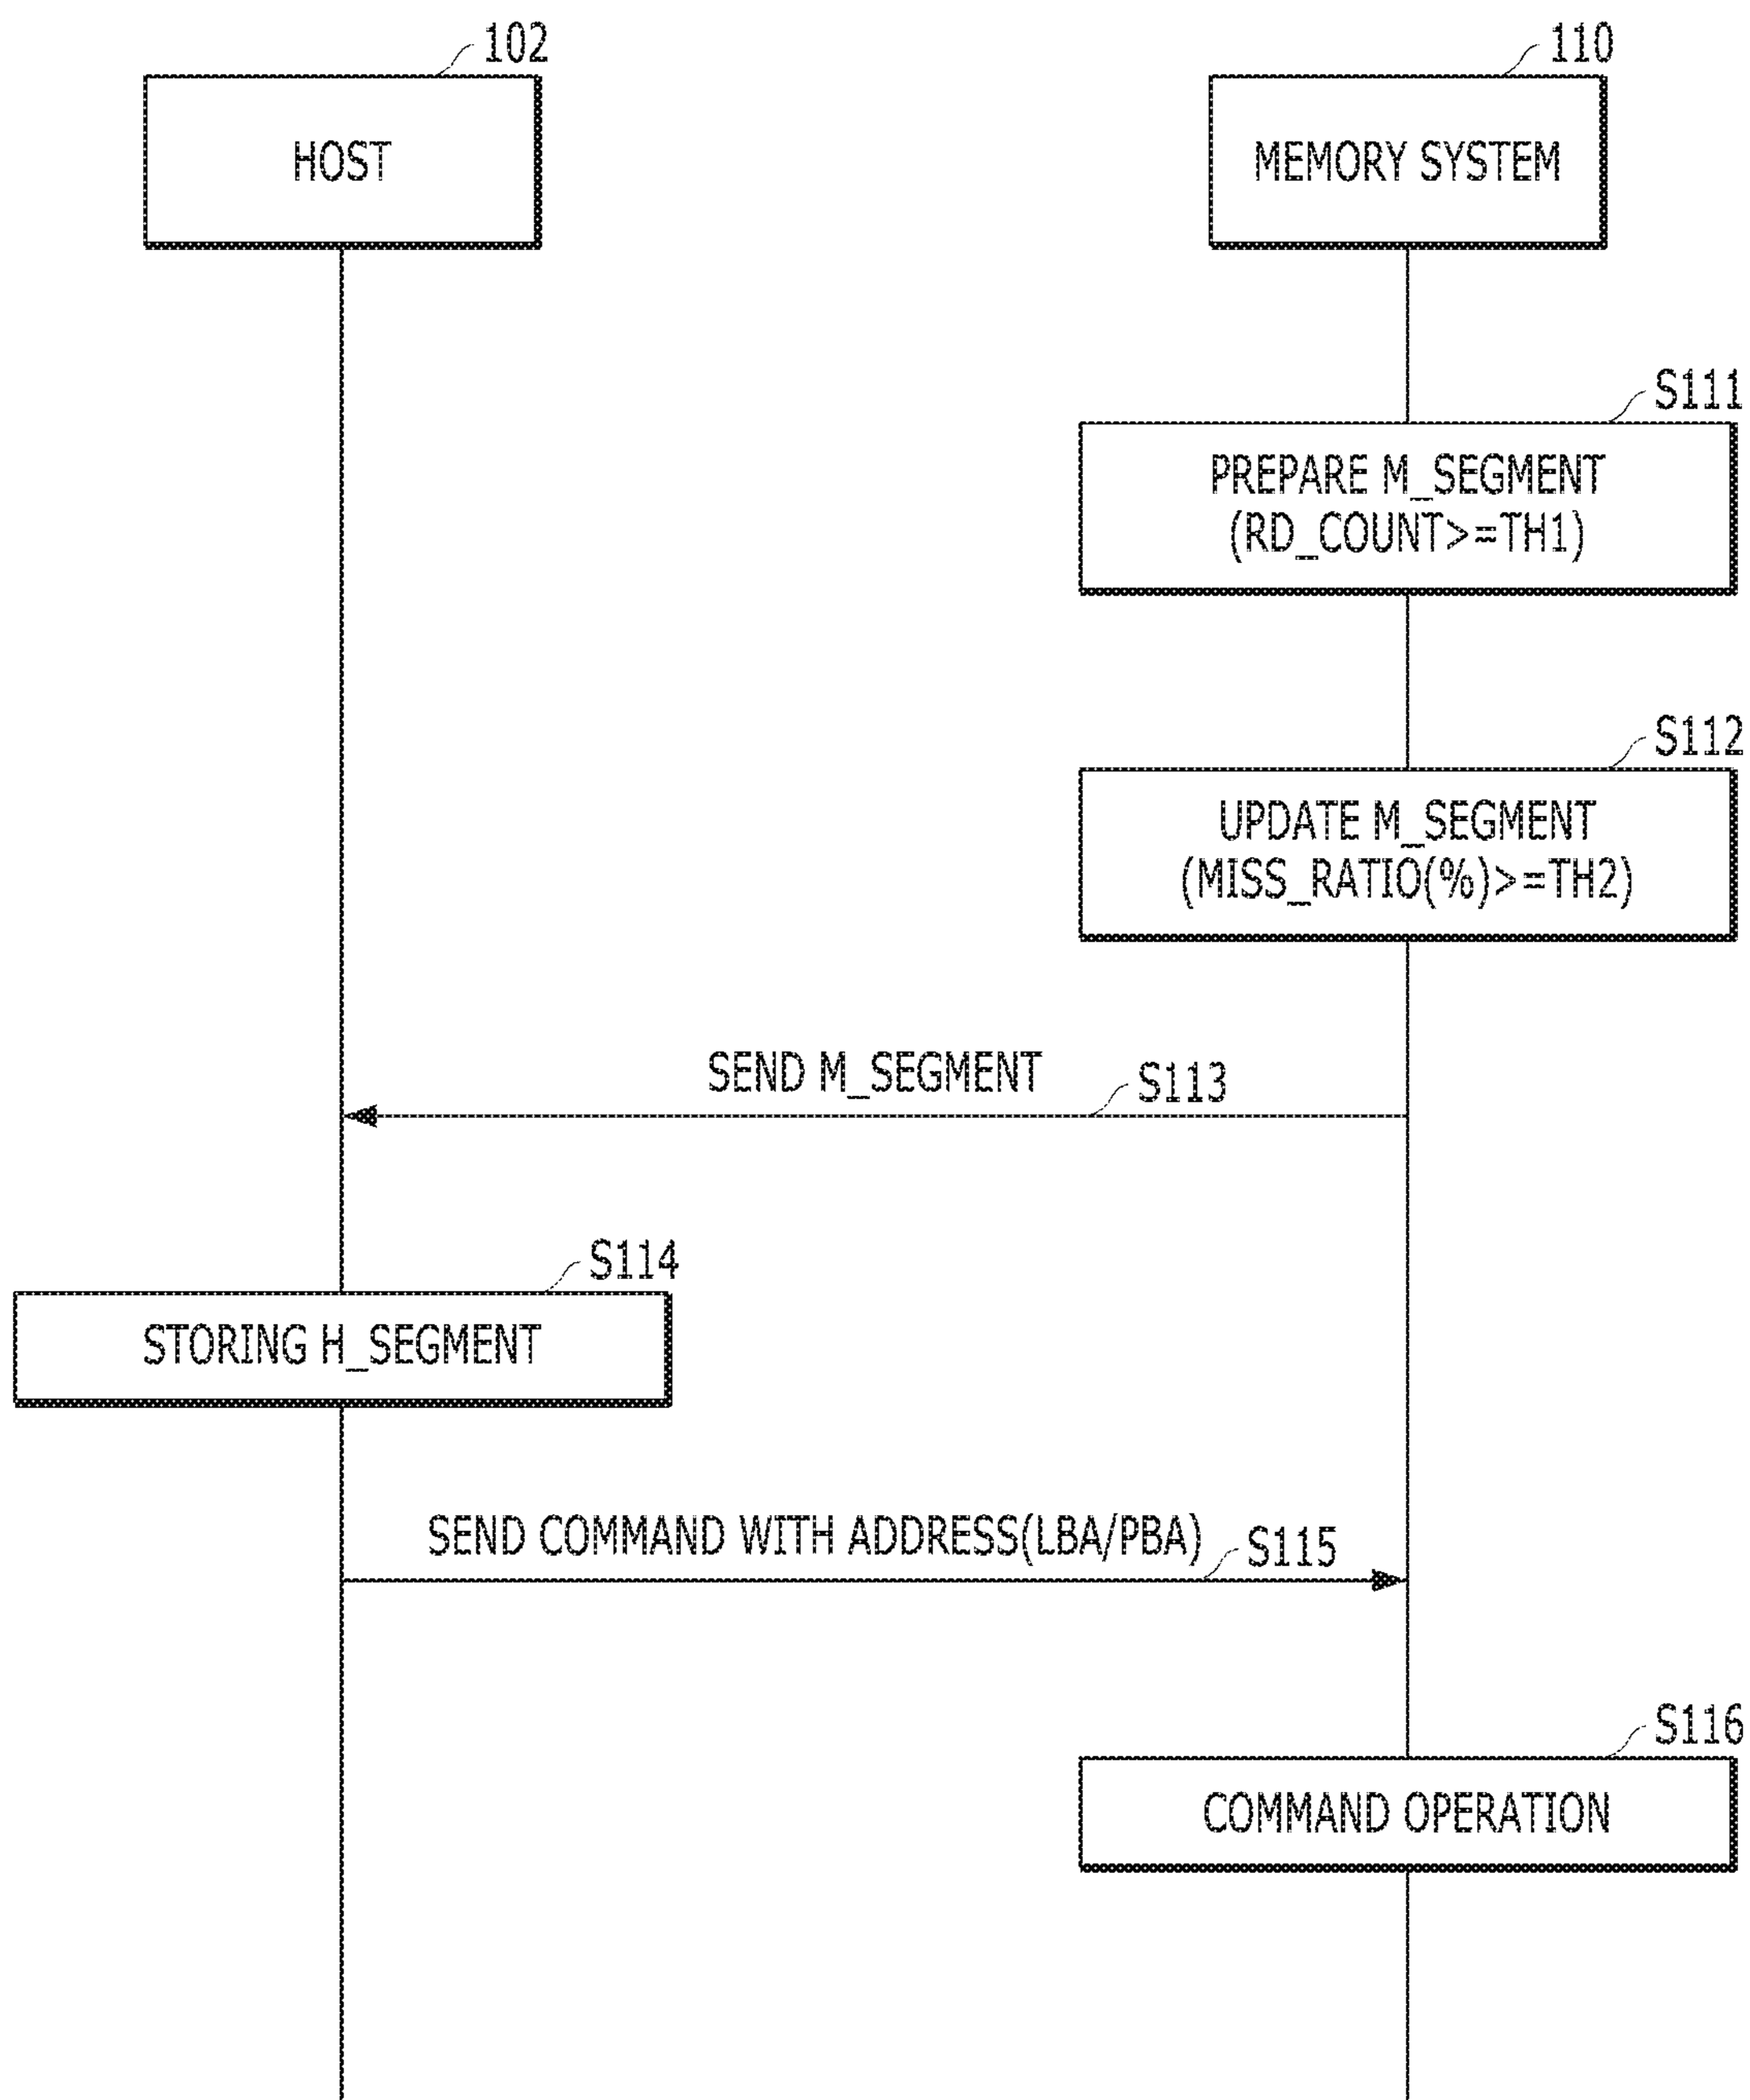 102
110
HOST
MEMORY SYSTEM
S111
PREPARE M_SEGMENT
(RD_COUNT>=TH1)
S112
UPDATE M_SEGMENT
(MISS_RATIO(%)>=TH2)
SEND M_SEGMENT
S113
S114
STORING H_SEGMENT
SEND COMMAND WITH ADDRESS(LBA/PBA)
S115
S116
COMMAND OPERATION